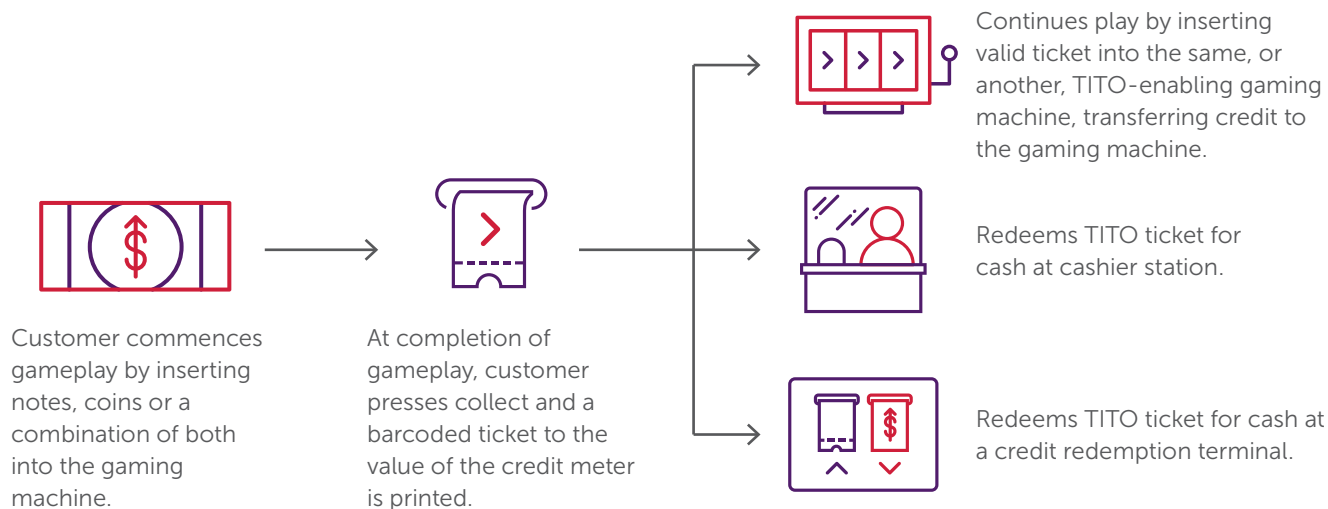 Customer commences
gameplay by inserting
notes, coins or a
combination of both
into the gaming
machine.
At completion of
gameplay, customer
presses collect and a
barcoded ticket to the
value of the credit meter
is printed.
Continues play by inserting
valid ticket into the same, or
another, TITO-enabling gaming
machine, transferring credit to
the gaming machine.
Redeems TITO ticket for
cash at cashier station.
Redeems TITO ticket for cash at
a credit redemption terminal.